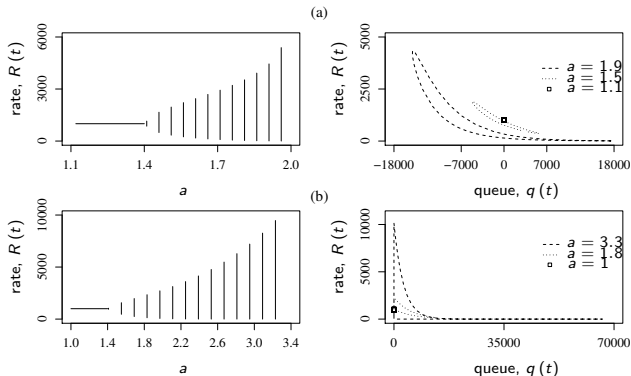 (a)
rate, R (t)
0 3000 6000
1.1 1.4 1.7 2.0
a
rate, R (t)
0 2000 5000
−18000 −7000 0 7000 18000
queue, q (t)
a = 1.9
a = 1.5
a = 1.1
(b)
rate, R (t)
0 5000 10000
1.0 1.4 1.8 2.2 2.6 3.0 3.4
a
rate, R (t)
0 5000 10000
0 35000 70000
queue, q (t)
a = 3.3
a = 1.8
a = 1